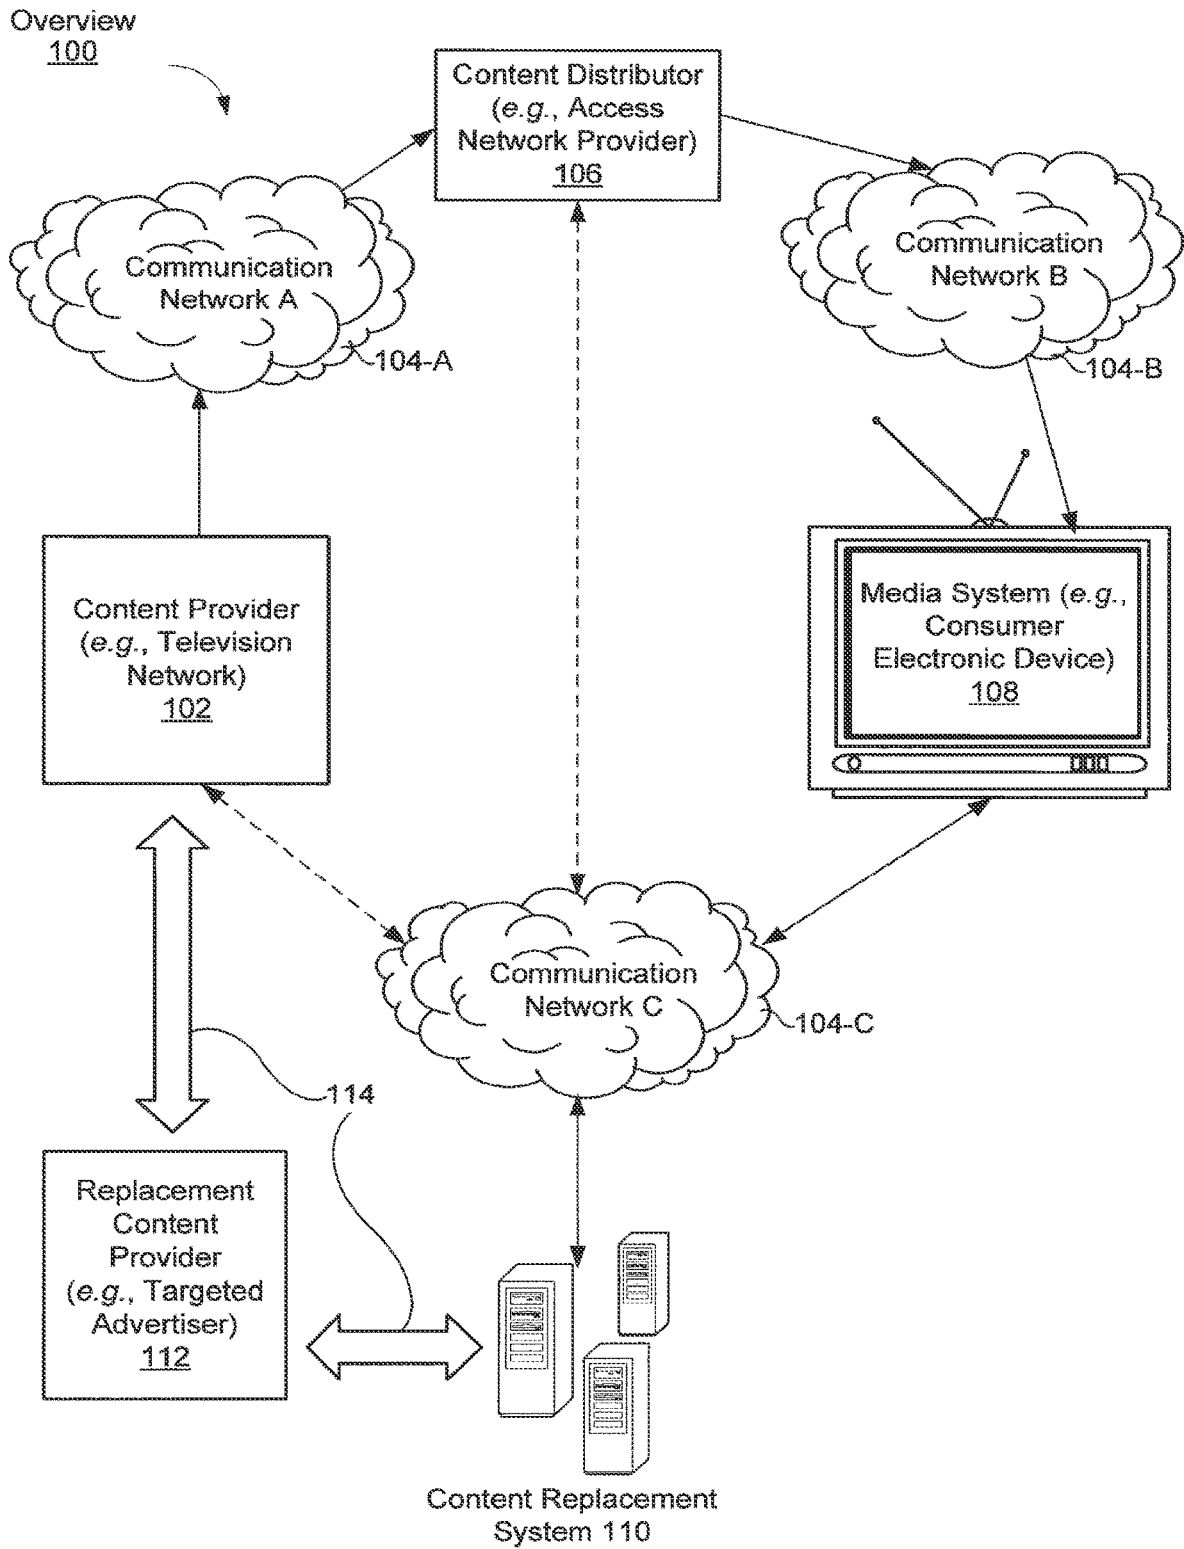 Overview
100
Content Distributor
(e.g., Access
Network Provider)
106
Communication
Network A
104-A
Communication
Network B
104-B
Content Provider
(e.g., Television
Network)
102
Media System (e.g.,
Consumer
Electronic Device)
108
Communication
Network C
104-C
114
Replacement
Content
Provider
(e.g., Targeted
Advertiser)
112
Content Replacement
System 110